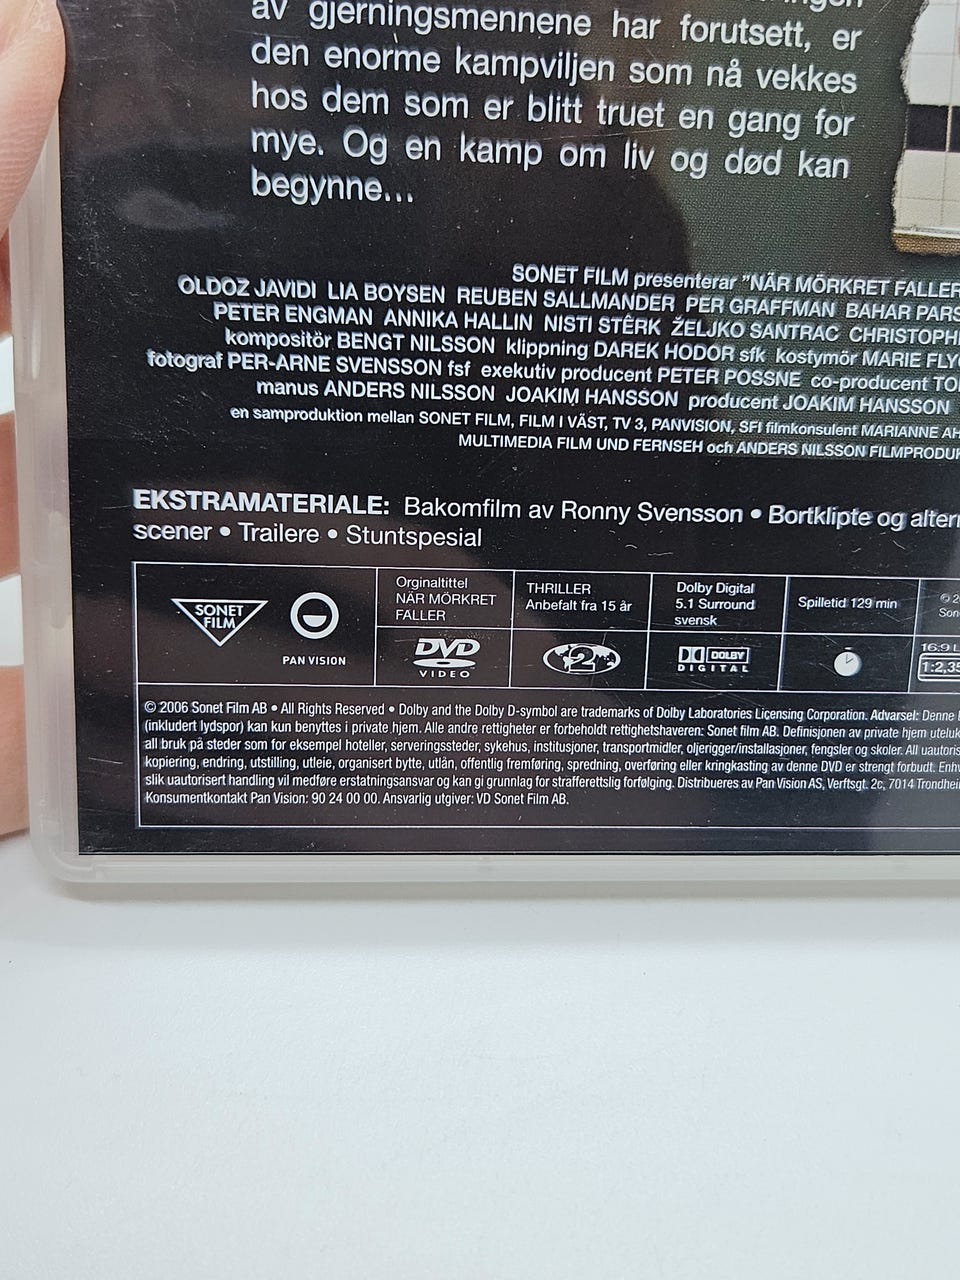 av gjerningsmennene har forutsett, er
den enorme kampviljen som nå vekkes
hos dem som er blitt truet en gang for
mye. Og en kamp om liv og død kan
begynne...
SONET FILM presenterar "NÄR MÖRKRET FALLER
OLDOZ JAVIDI LIA BOYSEN REUBEN SALLMANDER PER GRAFFMAN BAHAR PARS
PETER ENGMAN ANNIKA HALLIN NISTI STÊRK ŽELJKO SANTRAC
kompositör BENGT NILSSON klippning DAREK HODOR sfk kostymör MARIE
fotograf PER-ARNE SVENSSON fsf exekutiv producent PETER POSSNE co-producent
manus ANDERS NILSSON JOAKIM HANSSON producent JOAKIM HANSSON
en samproduktion mellan SONET FILM, FILM I VÄST, TV 3, PANVISION, SFI filmkonsulent MARIANNE
MULTIMEDIA FILM UND FERNSEH och ANDERS NILSSON
EKSTRAMATERIALE: Bakomfilm av Ronny Svensson • Bortklipte og
scener • Trailere • Stuntspesial
SONET
FILM
PAN VISION
Orginaltittel
NÄR MÖRKRET
FALLER
DVD
VIDEO
THRILLER
Anbefalt fra 15 år
2
Dolby Digital
5.1 Surround
svensk
DOLBY
DIGITAL
Spilletid 129 min
16:9
1:2,35
© 2006 Sonet Film AB • All Rights Reserved • Dolby and the Dolby D-symbol are trademarks of Dolby Laboratories Licensing Corporation. Advarsel: Denne
(inkludert lydspor) kan kun benyttes i private hjem. Alle andre rettigheter er forbeholdt rettighetshaveren: Sonet film AB. Definisjonen av private hjem
all bruk på steder som for eksempel hoteller, serveringssteder, sykehus, institusjoner, transportmidler, oljerigger/installasjoner, fengsler og skoler. All
kopiering, endring, utstilling, utleie, organisert bytte, utlån, offentlig fremføring, spredning, overføring eller kringkasting av denne DVD er strengt forbudt.
slik uautorisert handling vil medføre erstatningsansvar og kan gi grunnlag for strafferettslig forfølging. Distribueres av Pan Vision AS, Verftsgt. 2c, 7014
Konsumentkontakt Pan Vision: 90 24 00 00. Ansvarlig utgiver: VD Sonet Film AB.